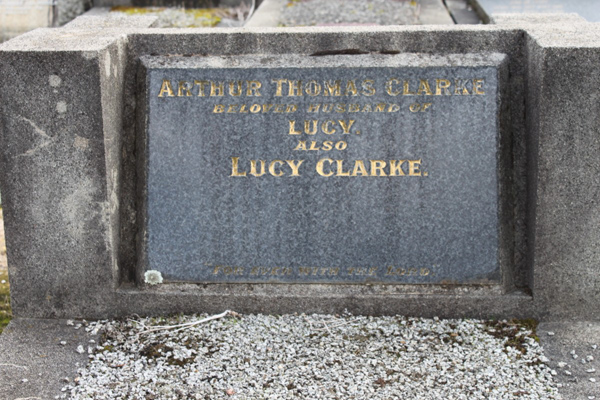 ARTHUR THOMAS CLARKE
BELOVED HUSBAND OF
LUCY.
ALSO
LUCY CLARKE.